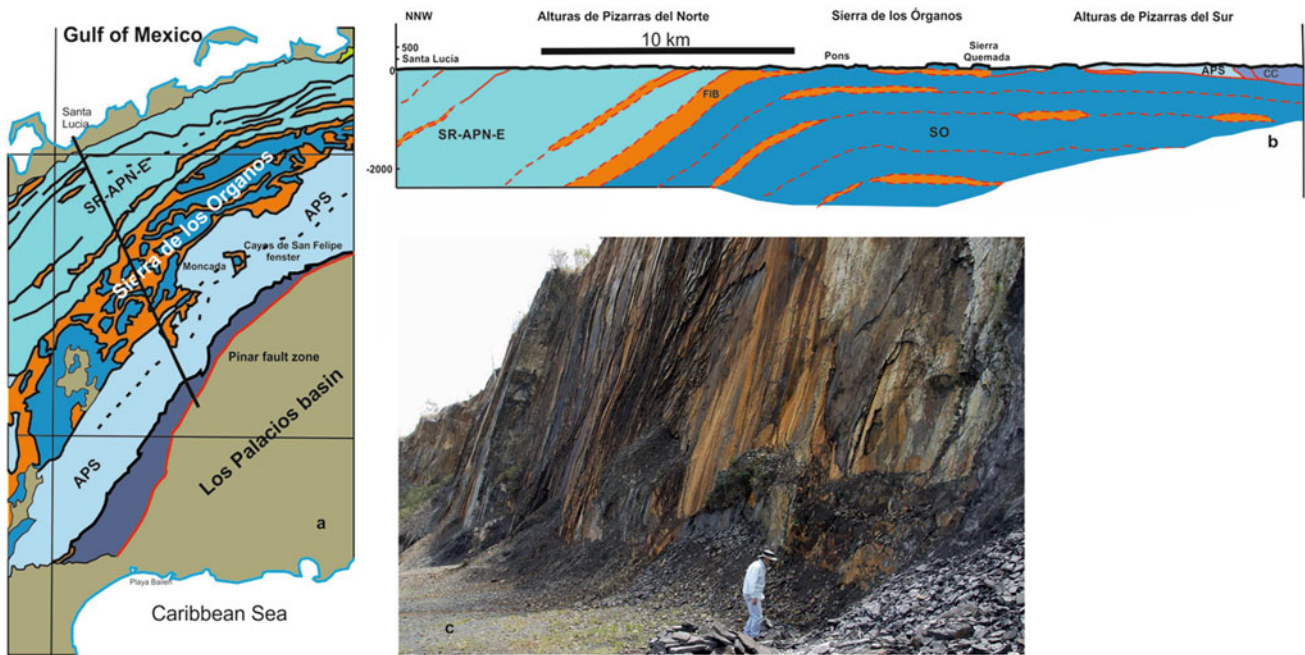 Gulf of Mexico
Santa
Lucia
SR-APN-E
Sierra de los Organos
APS
Cayos de San Felipe
fenster
Moncada
Pinar fault zone
Los Palacios basin
APS
a
Playa Bailen
Caribbean Sea
NNW
Alturas de Pizarras del Norte
Sierra de los Órganos
Alturas de Pizarras del Sur
10 km
500
Santa Lucia
0
Pons
Sierra
Quemada
APS
CC
FIB
SR-APN-E
SO
b
-2000
c